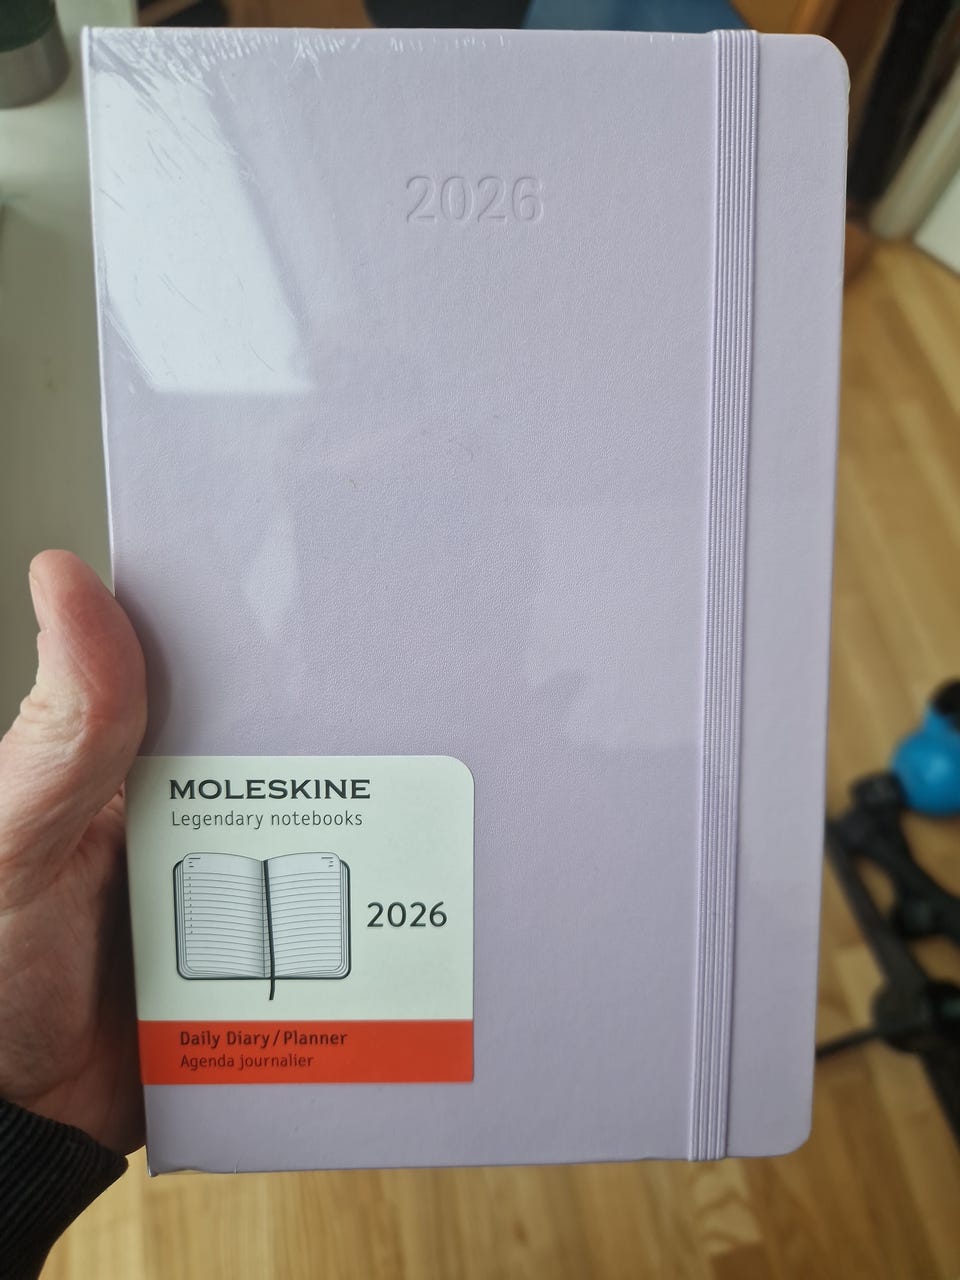 2026
MOLESKINE
Legendary notebooks
2026
Daily Diary/Planner
Agenda journalier